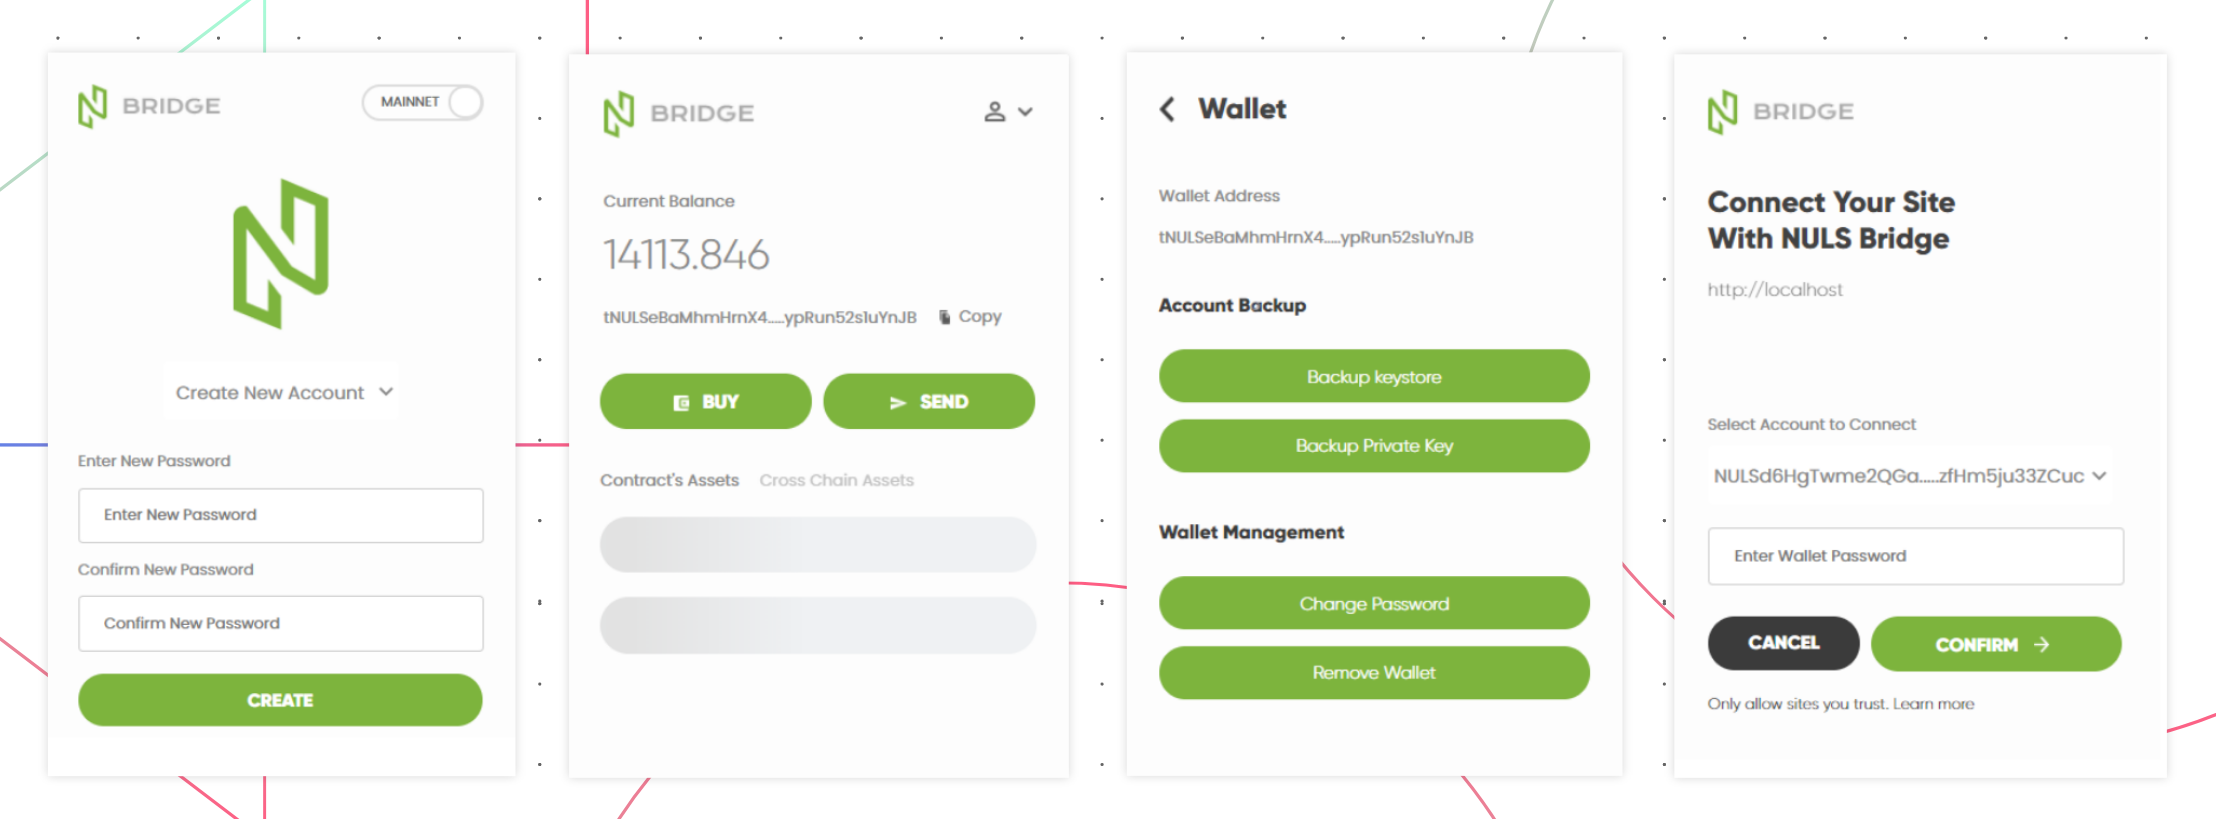 BRIDGE
MAINNET
Create New Account
Enter New Password
Enter New Password
Confirm New Password
Confirm New Password
CREATE
BRIDGE
Current Balance
14113.846
tNULSeBaMhmHrnX4.....ypRun52s1uYnJB Copy
BUY
SEND
Contract's Assets Cross Chain Assets
Wallet
Wallet Address
tNULSeBaMhmHrnX4.....ypRun52s1uYnJB
Account Backup
Backup keystore
Backup Private Key
Wallet Management
Change Password
Remove Wallet
BRIDGE
Connect Your Site
With NULS Bridge
http://localhost
Select Account to Connect
NULSd6HgTwme2QGa.....zfHm5ju33ZCuc
Enter Wallet Password
CANCEL
CONFIRM
Only allow sites you trust. Learn more